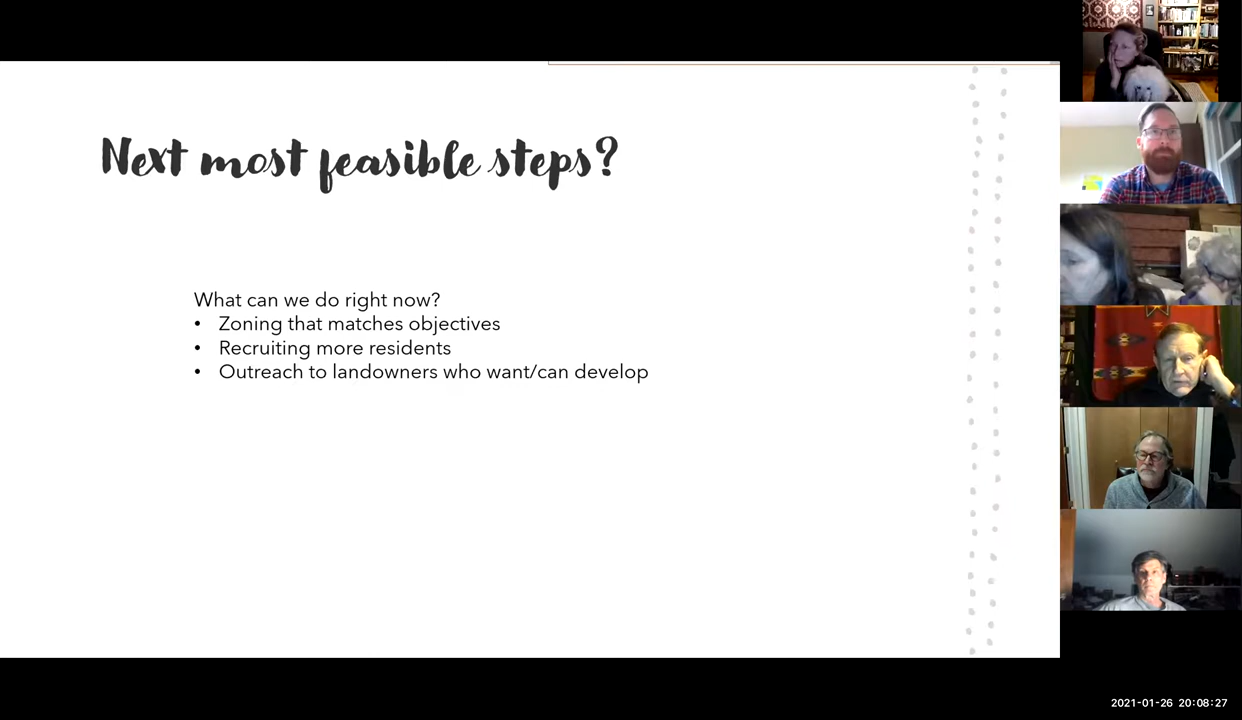 Next most feasible steps?
What can we do right now?
• Zoning that matches objectives
• Recruiting more residents
• Outreach to landowners who want/can develop
2021-01-26 20:08:27